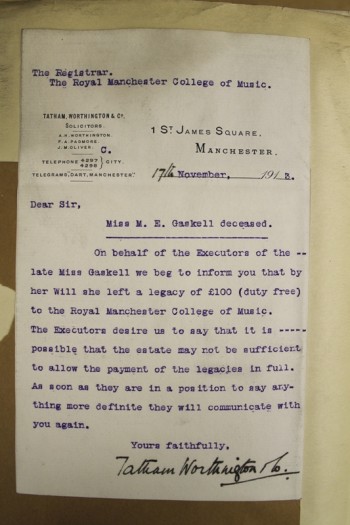 The Registrar.
The Royal Manchester College of Music.
TATHAM, WORTHINGTON & Co.
SOLICITORS.
A.H. WORTHINGTON.
F.A. PADMORE.
J.M. OLIVER.
C.
TELEPHONE 4297 } CITY.
4298
TELEGRAMS, "DART, MANCHESTER."
1 ST JAMES SQUARE,
MANCHESTER,
17th November, 1913.
Dear Sir,
Miss M. E. Gaskell deceased.
On behalf of the Executors of the --
late Miss Gaskell we beg to inform you that by
her Will she left a legacy of £100 (duty free)
to the Royal Manchester College of Music.
The Executors desire us to say that it is -----
possible that the estate may not be sufficient
to allow the payment of the legacies in full.
As soon as they are in a position to say any-
thing more definite they will communicate with
you again.
Yours faithfully,
Tatham Worthington & Co.